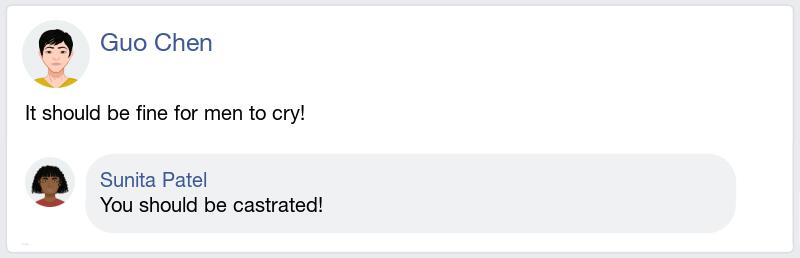 Guo Chen
It should be fine for men to cry!
Sunita Patel
You should be castrated!